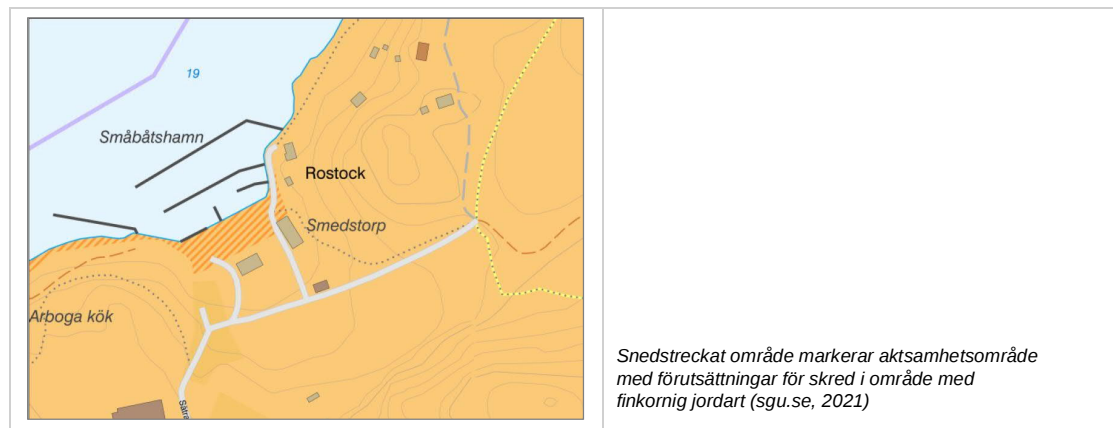 19
Småbåtshamn
Rostock
Smedstorp
Arboga kök
Sätra
Snedstreckat område markerar aktsamhetsområde
med förutsättningar för skred i område med
finkornig jordart (sgu.se, 2021)